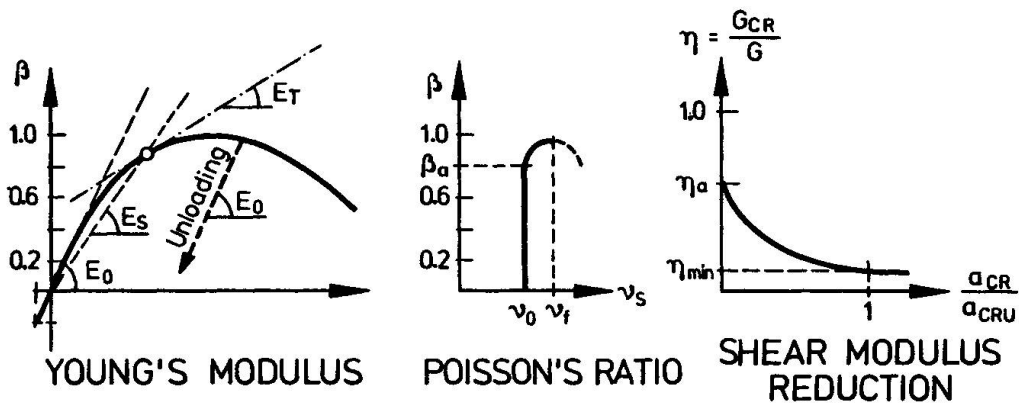 β
1.0
0.6
0.2
E_T
E_S
E_0
Unloading
E_0
YOUNG'S MODULUS
β
1.0
β_a
0.6
0.2
ν_0
ν_f
ν_S
POISSON'S RATIO
η = G_CR/G
1.0
η_a
η_min
1
a_CR/a_CRU
SHEAR MODULUS
REDUCTION